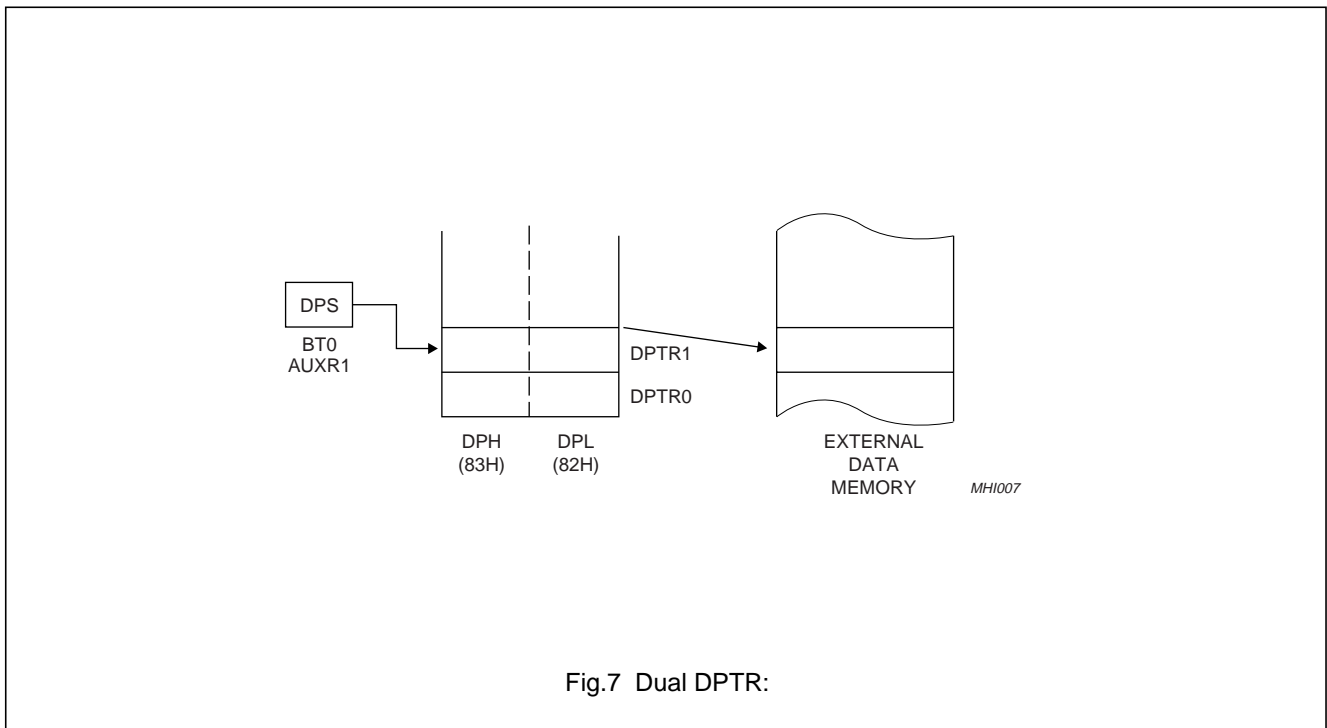 DPS
BT0
AUXR1
DPTR1
DPTR0
DPH
(83H)
DPL
(82H)
EXTERNAL
DATA
MEMORY
MHI007
Fig.7 Dual DPTR: